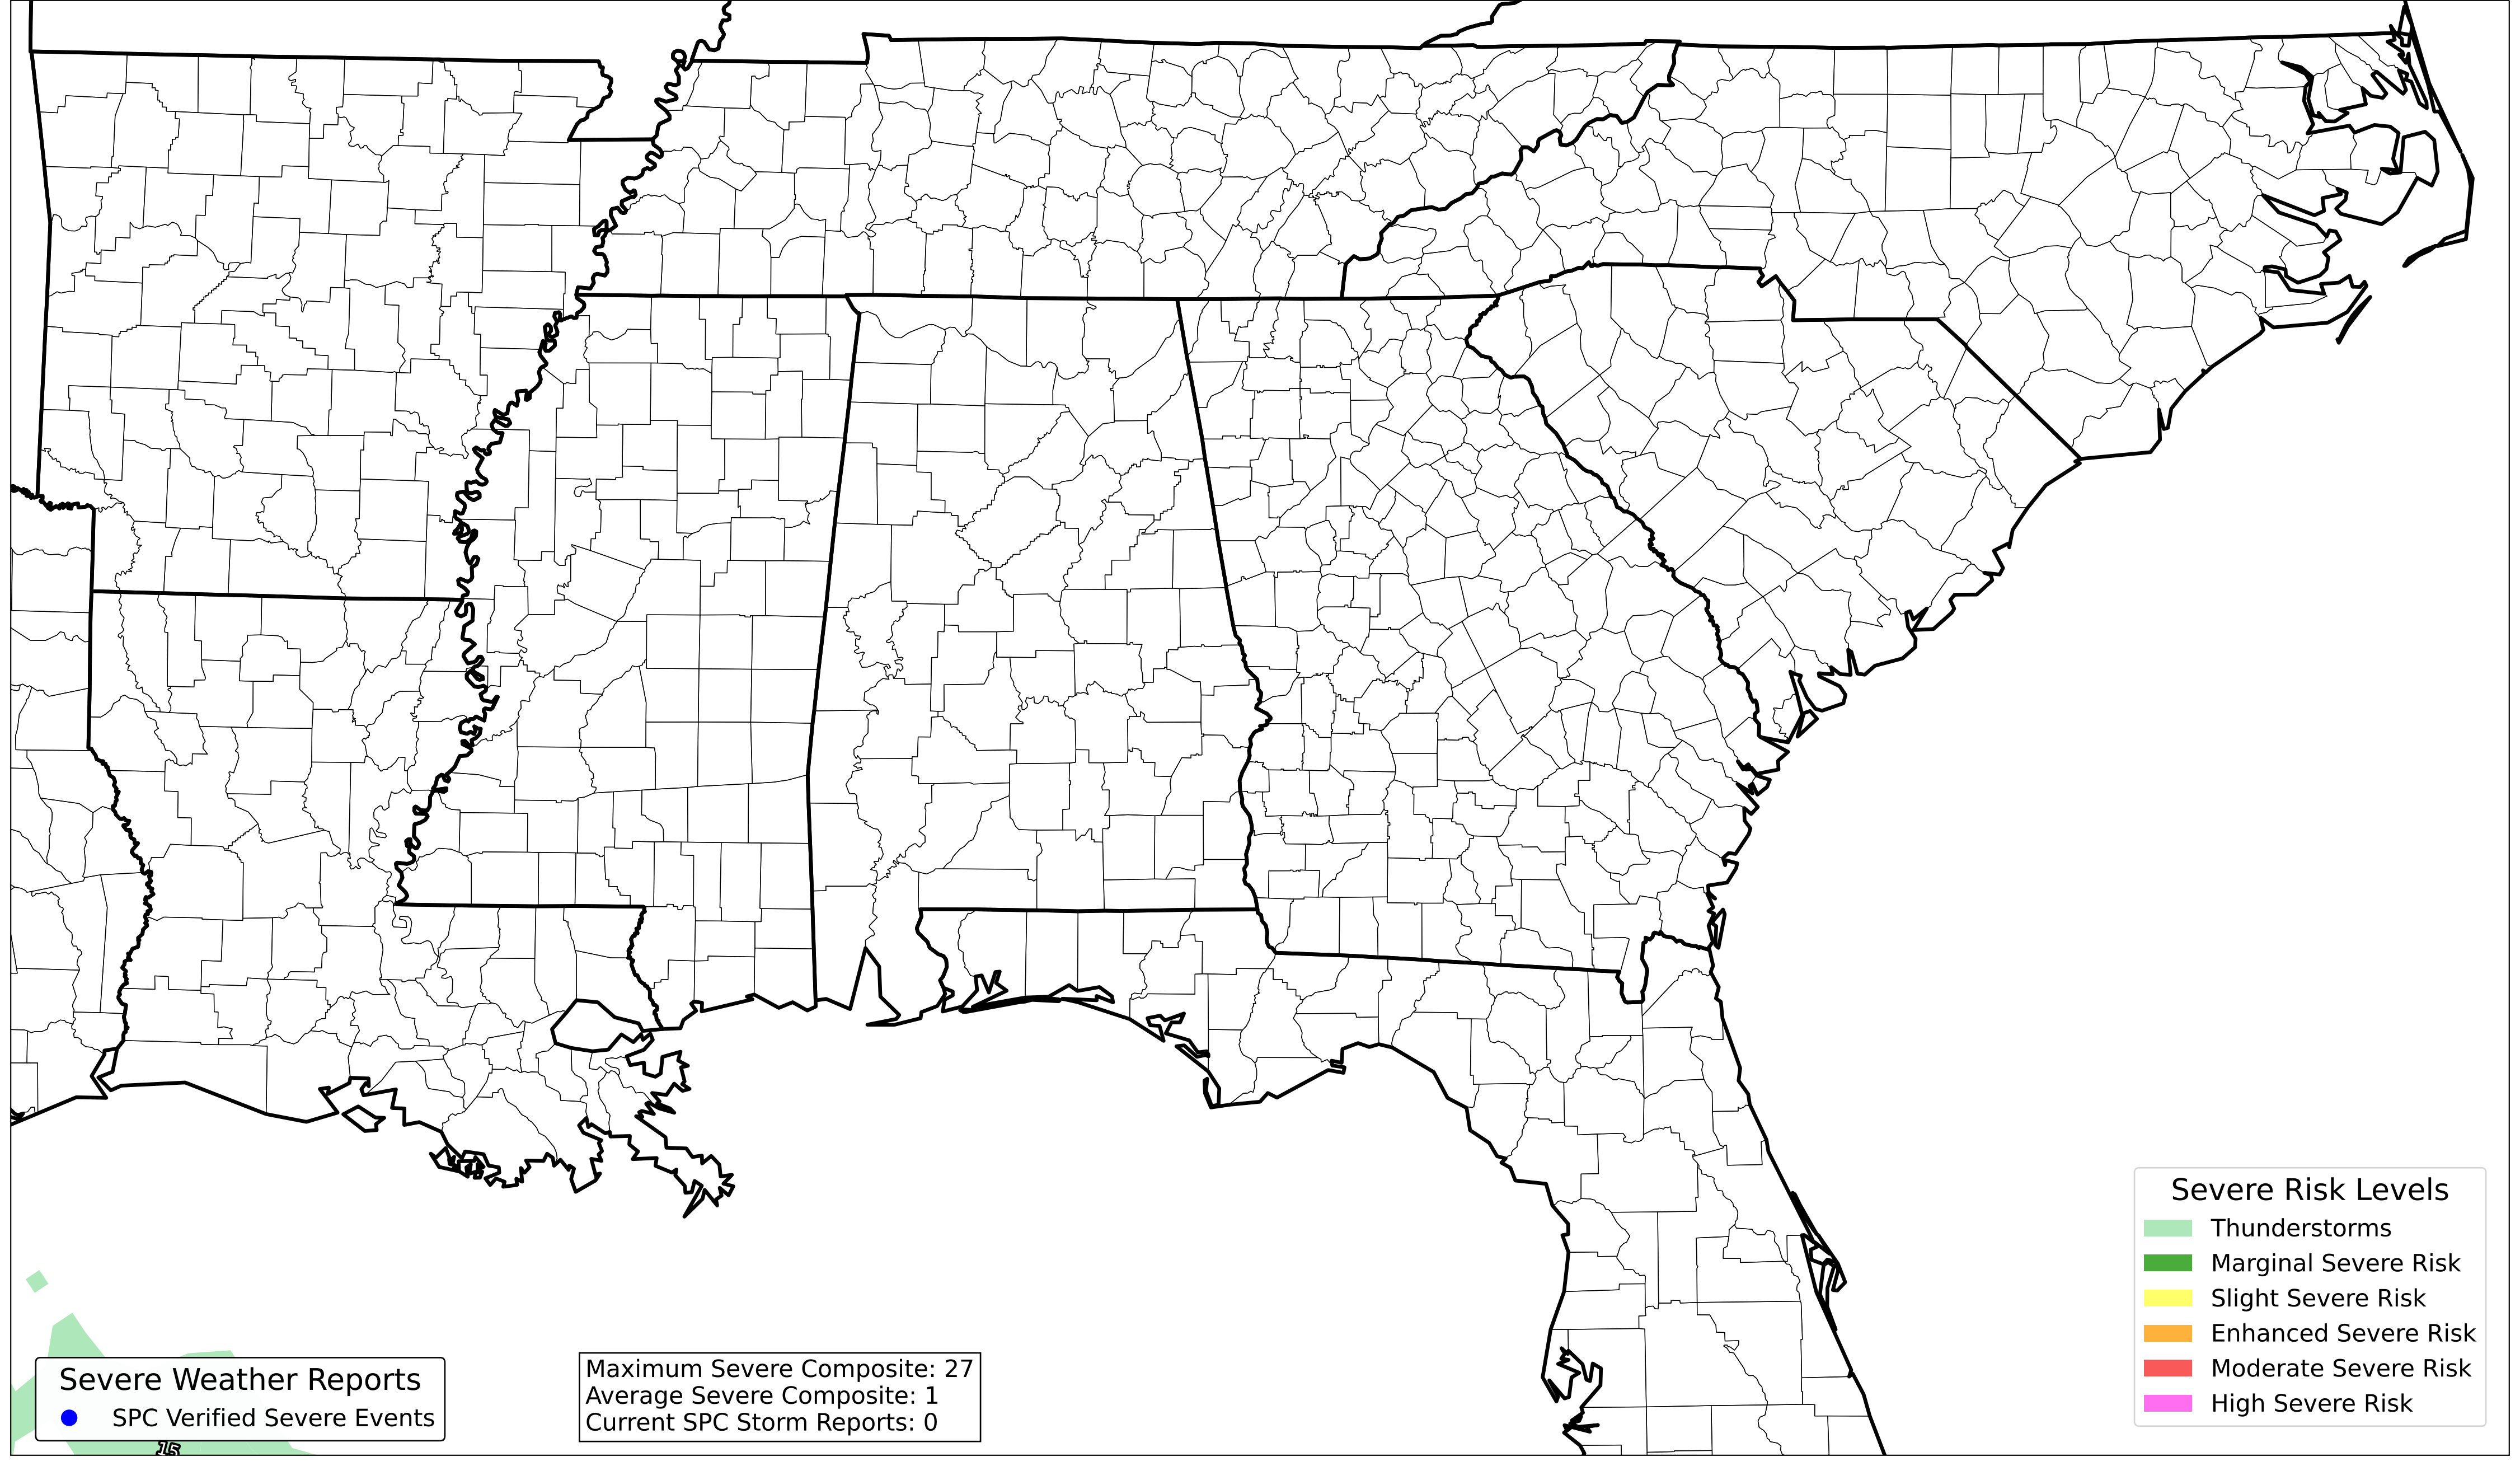 Severe Risk Levels
Thunderstorms
Marginal Severe Risk
Slight Severe Risk
Enhanced Severe Risk
Moderate Severe Risk
High Severe Risk
Severe Weather Reports
SPC Verified Severe Events
15
Maximum Severe Composite: 27
Average Severe Composite: 1
Current SPC Storm Reports: 0